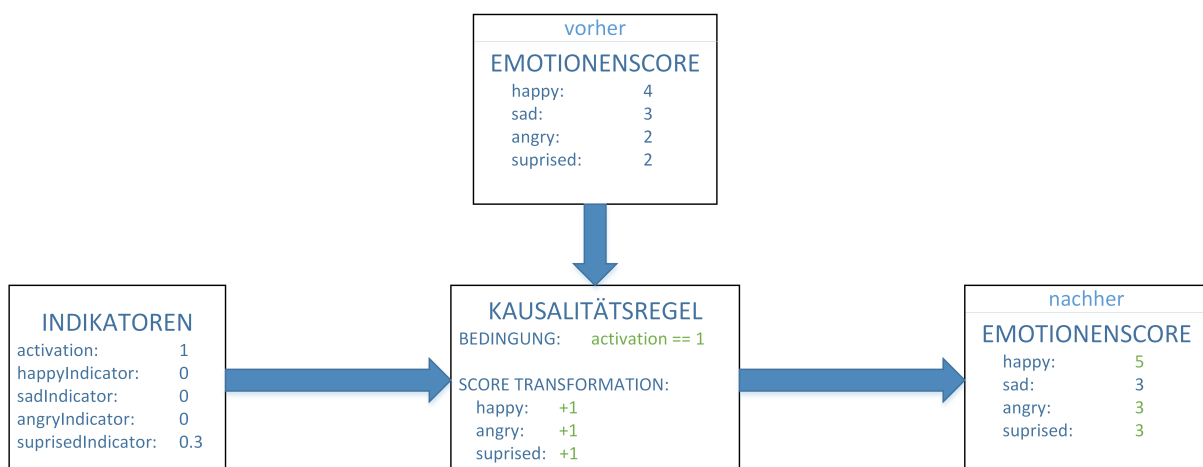 vorher
EMOTIONENSCORE
happy: 4
sad: 3
angry: 2
suprised: 2
INDIKATOREN
activation: 1
happyIndicator: 0
sadIndicator: 0
angryIndicator: 0
suprisedIndicator: 0.3
KAUSALITÄTSREGEL
BEDINGUNG: activation == 1
SCORE TRANSFORMATION:
happy: +1
angry: +1
suprised: +1
nachher
EMOTIONENSCORE
happy: 5
sad: 3
angry: 3
suprised: 3